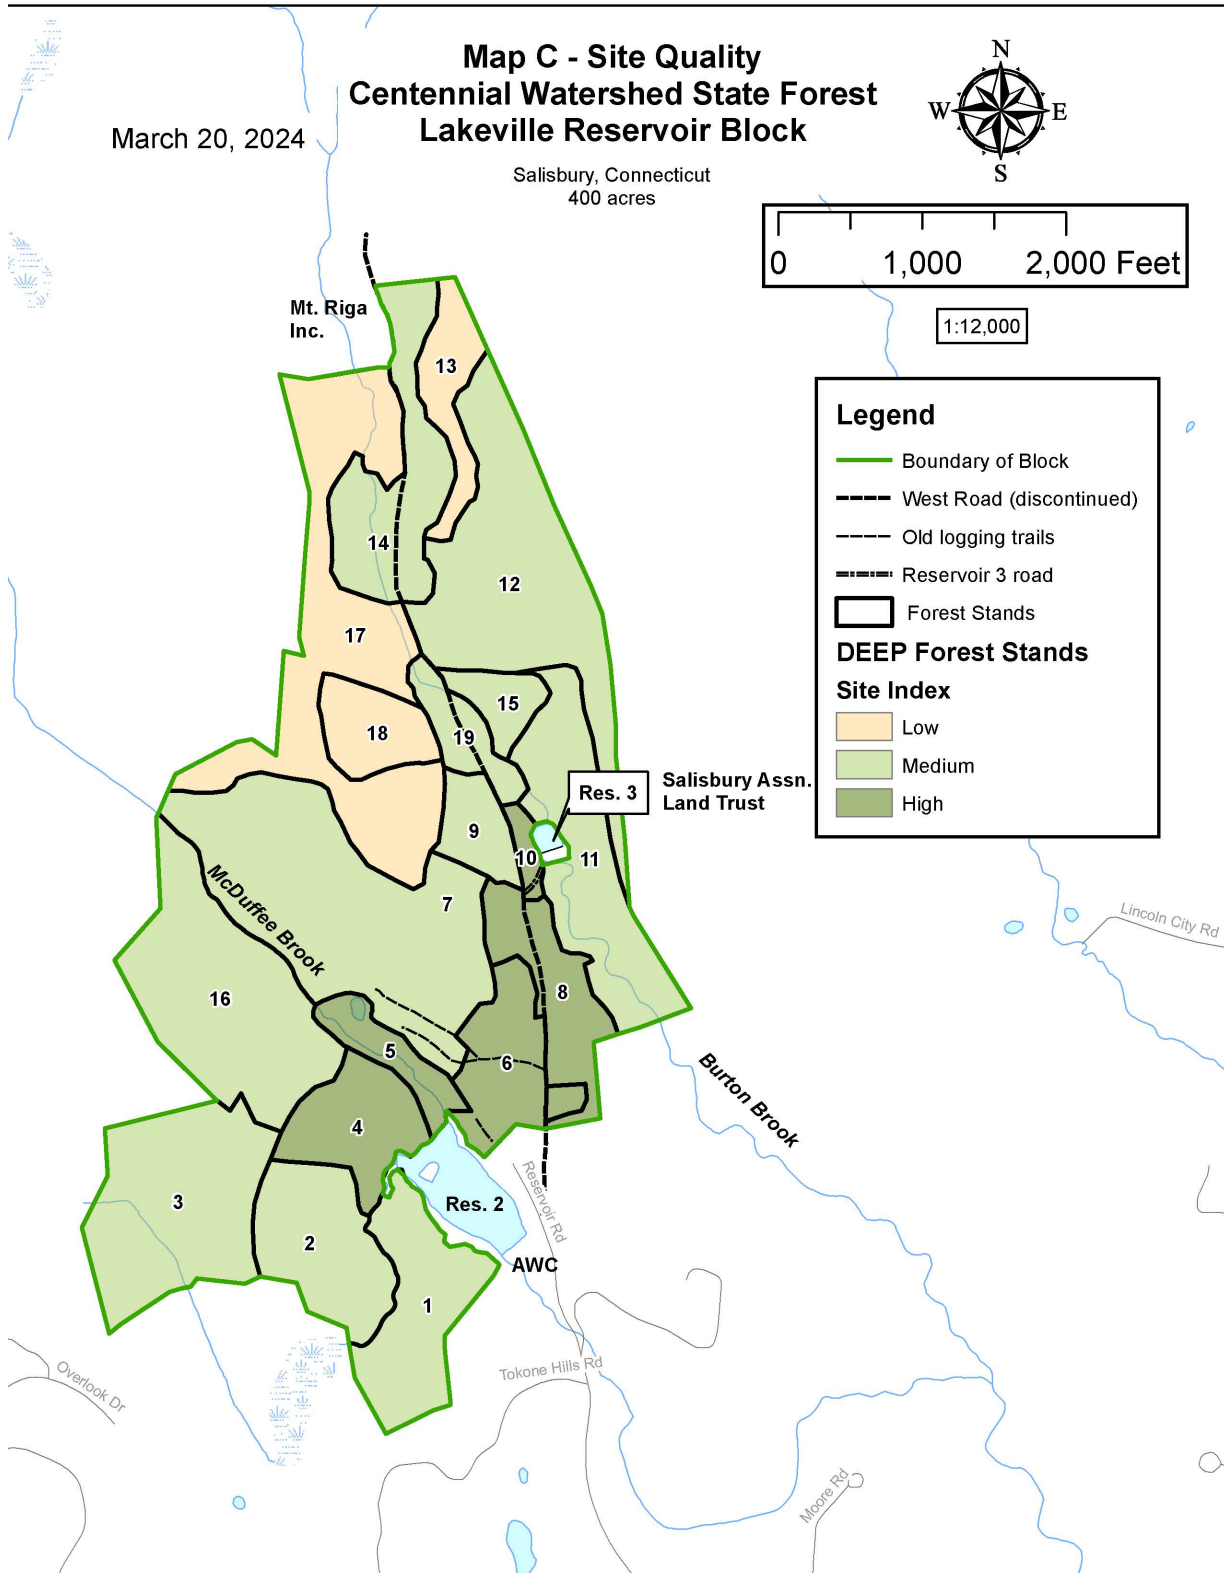 Map C - Site Quality
Centennial Watershed State Forest
Lakeville Reservoir Block
March 20, 2024
Salisbury, Connecticut
400 acres
N
W
E
S
0 1,000 2,000 Feet
1:12,000
Mt. Riga
Inc.
Legend
Boundary of Block
West Road (discontinued)
Old logging trails
Reservoir 3 road
Forest Stands
DEEP Forest Stands
Site Index
Low
Medium
High
13
14
12
17
15
18
19
Res. 3
Salisbury Assn.
Land Trust
9
10
11
7
McDuffee Brook
Lincoln City Rd
16
8
5
6
Burton Brook
4
3
Res. 2
Reservoir Rd
2
AWC
1
Tokone Hills Rd
Overlook Dr
Moore Rd